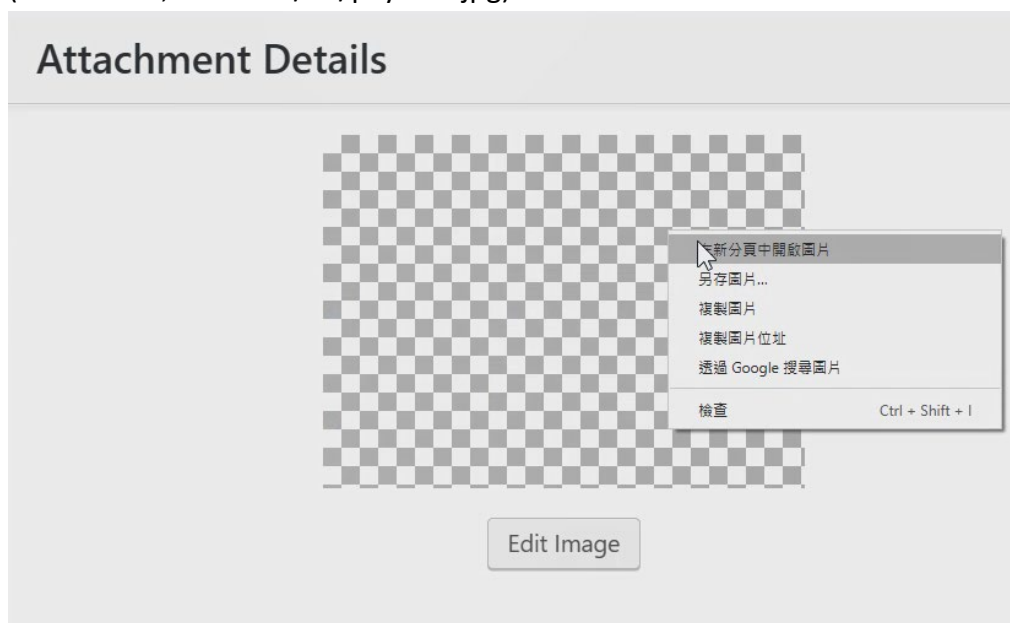 Attachment Details
新分頁中開啟圖片
另存圖片...
複製圖片
複製圖片位址
透過 Google 搜尋圖片
檢查 Ctrl + Shift + I
Edit Image